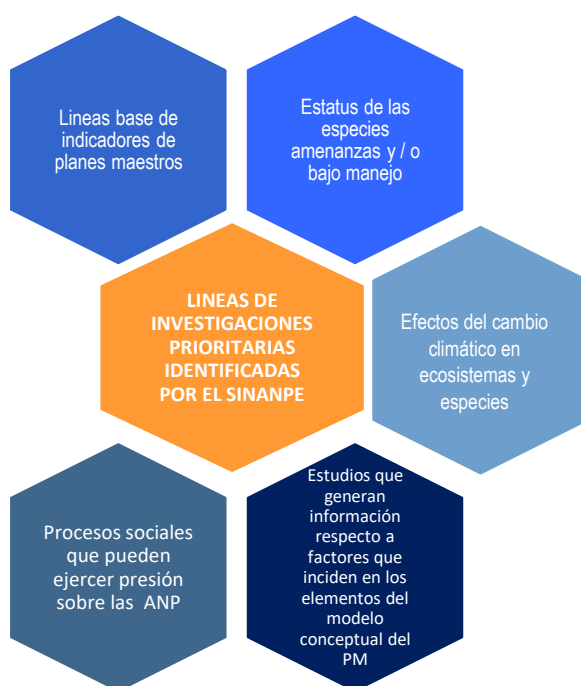 Lineas base de
indicadores de
planes maestros
Estatus de las
especies
amenanzas y / o
bajo manejo
LINEAS DE
INVESTIGACIONES
PRIORITARIAS
IDENTIFICADAS
POR EL SINANPE
Efectos del cambio
climático en
ecosistemas y
especies
Procesos sociales
que pueden
ejercer presión
sobre las ANP
Estudios que
generan
información
respecto a
factores que
inciden en los
elementos del
modelo
conceptual del
PM